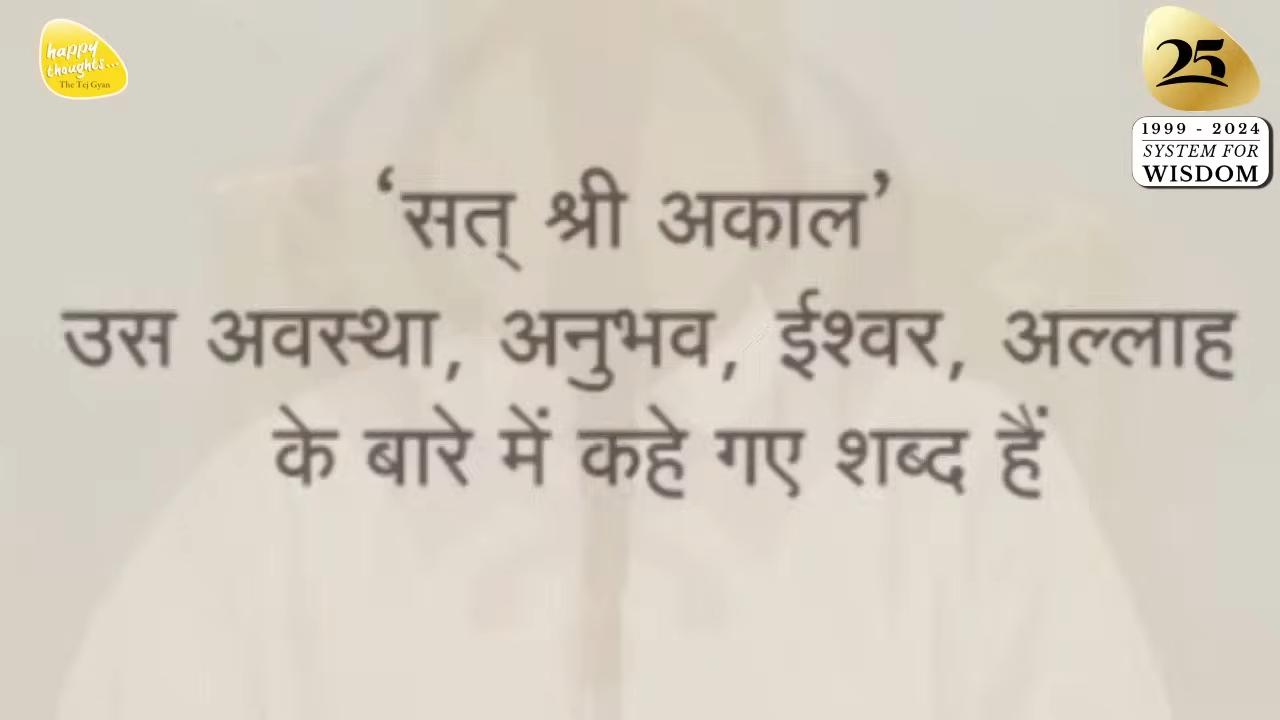 happy
thoughts...
The Tej Gyan
25
1999 - 2024
SYSTEM FOR
WISDOM
‘सत् श्री अकाल’
उस अवस्था, अनुभव, ईश्वर, अल्लाह
के बारे में कहे गए शब्द हैं